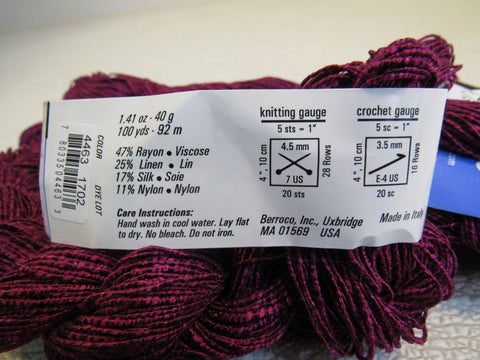 COLOR DYE LOT
4463 1702
7 80335 04463 3
1.41 oz · 40 g
100 yds · 92 m
47% Rayon • Viscose
25% Linen • Lin
17% Silk • Soie
11% Nylon • Nylon
Care Instructions:
Hand wash in cool water. Lay flat
to dry. No bleach. Do not iron.
knitting gauge
5 sts = 1"
4", 10 cm
4.5 mm
7 US
28 Rows
20 sts
crochet gauge
5 sc = 1"
4", 10 cm
3.5 mm
E-4 US
16 Rows
20 sc
Berroco, Inc., Uxbridge
MA 01569 USA
Made in Italy